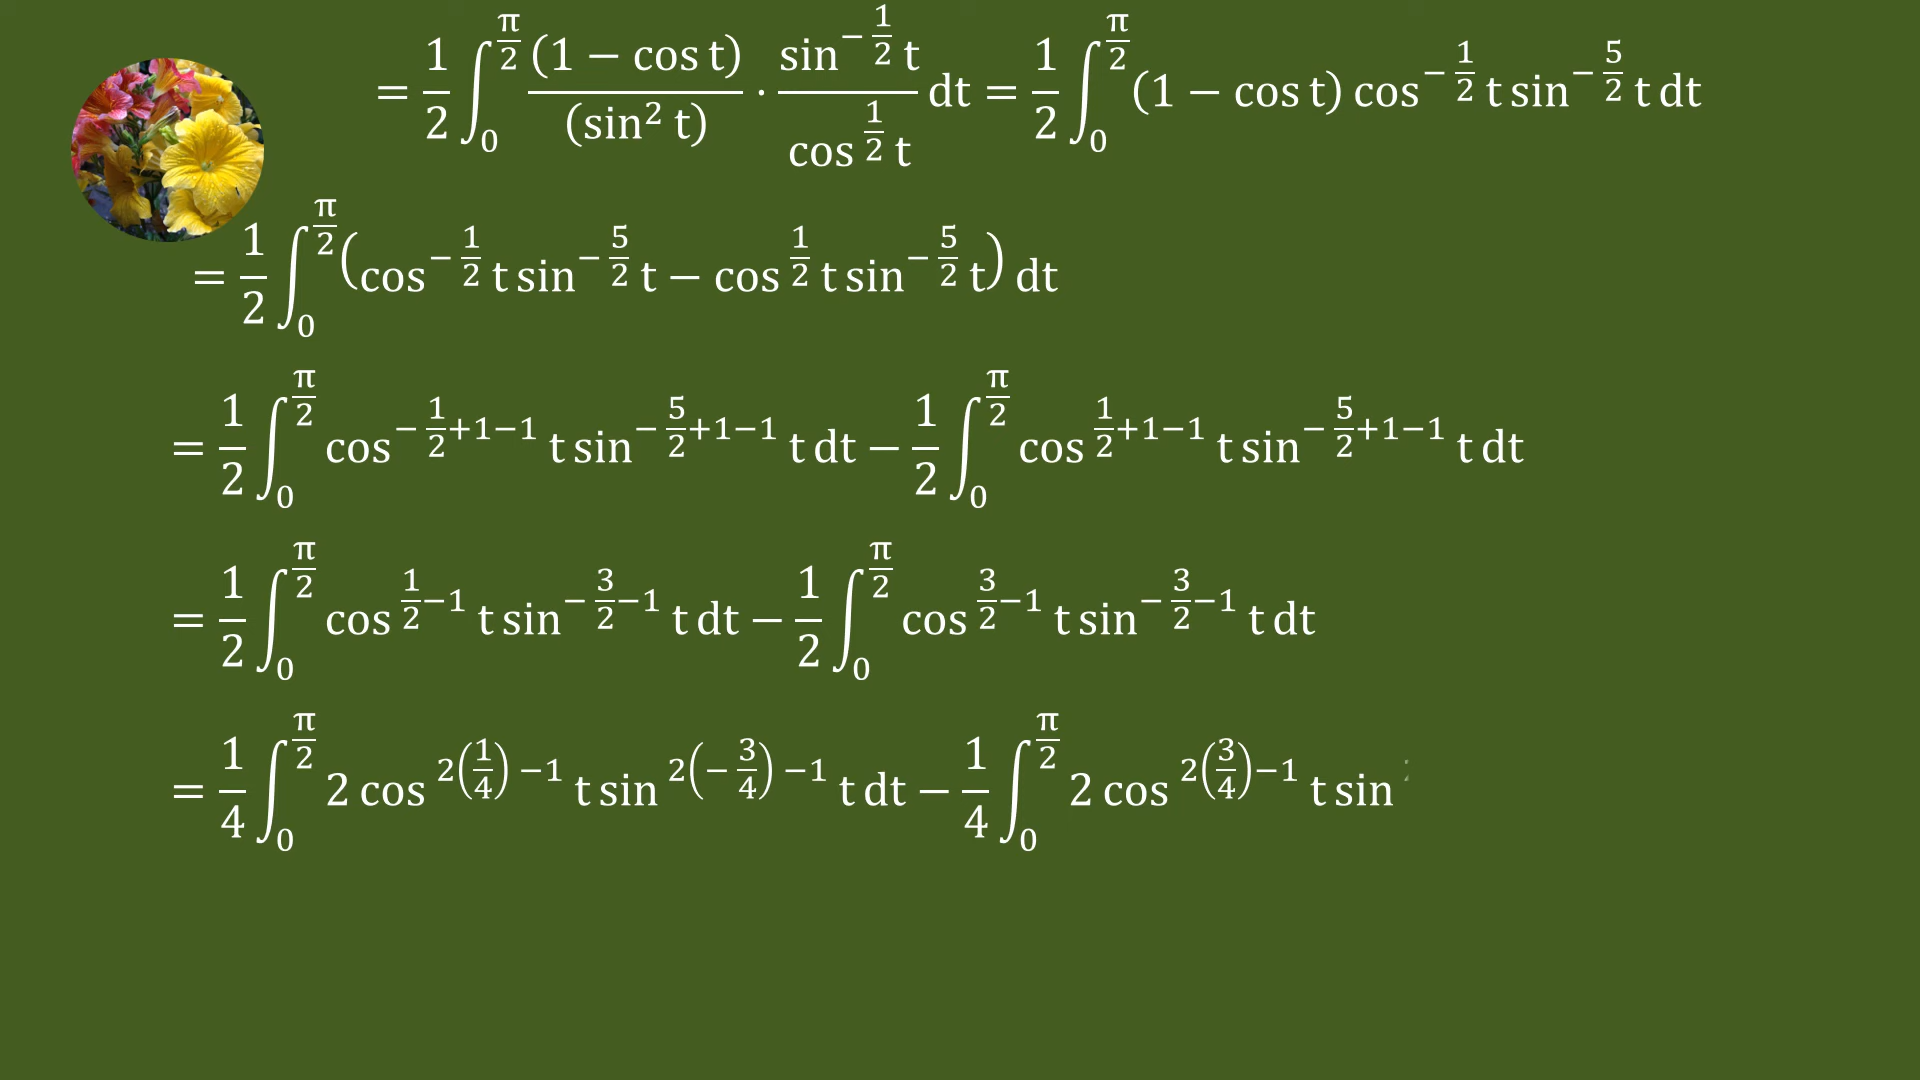 = 1/2 ∫_0^{π/2} (1 − cos t)/(sin² t) · sin^{−1/2} t / cos^{1/2} t dt = 1/2 ∫_0^{π/2} (1 − cos t) cos^{−1/2} t sin^{−5/2} t dt
= 1/2 ∫_0^{π/2} (cos^{−1/2} t sin^{−5/2} t − cos^{1/2} t sin^{−5/2} t) dt
= 1/2 ∫_0^{π/2} cos^{−1/2+1−1} t sin^{−5/2+1−1} t dt − 1/2 ∫_0^{π/2} cos^{1/2+1−1} t sin^{−5/2+1−1} t dt
= 1/2 ∫_0^{π/2} cos^{1/2−1} t sin^{−3/2−1} t dt − 1/2 ∫_0^{π/2} cos^{3/2−1} t sin^{−3/2−1} t dt
= 1/4 ∫_0^{π/2} 2 cos^{2(1/4)−1} t sin^{2(−3/4)−1} t dt − 1/4 ∫_0^{π/2} 2 cos^{2(3/4)−1} t sin